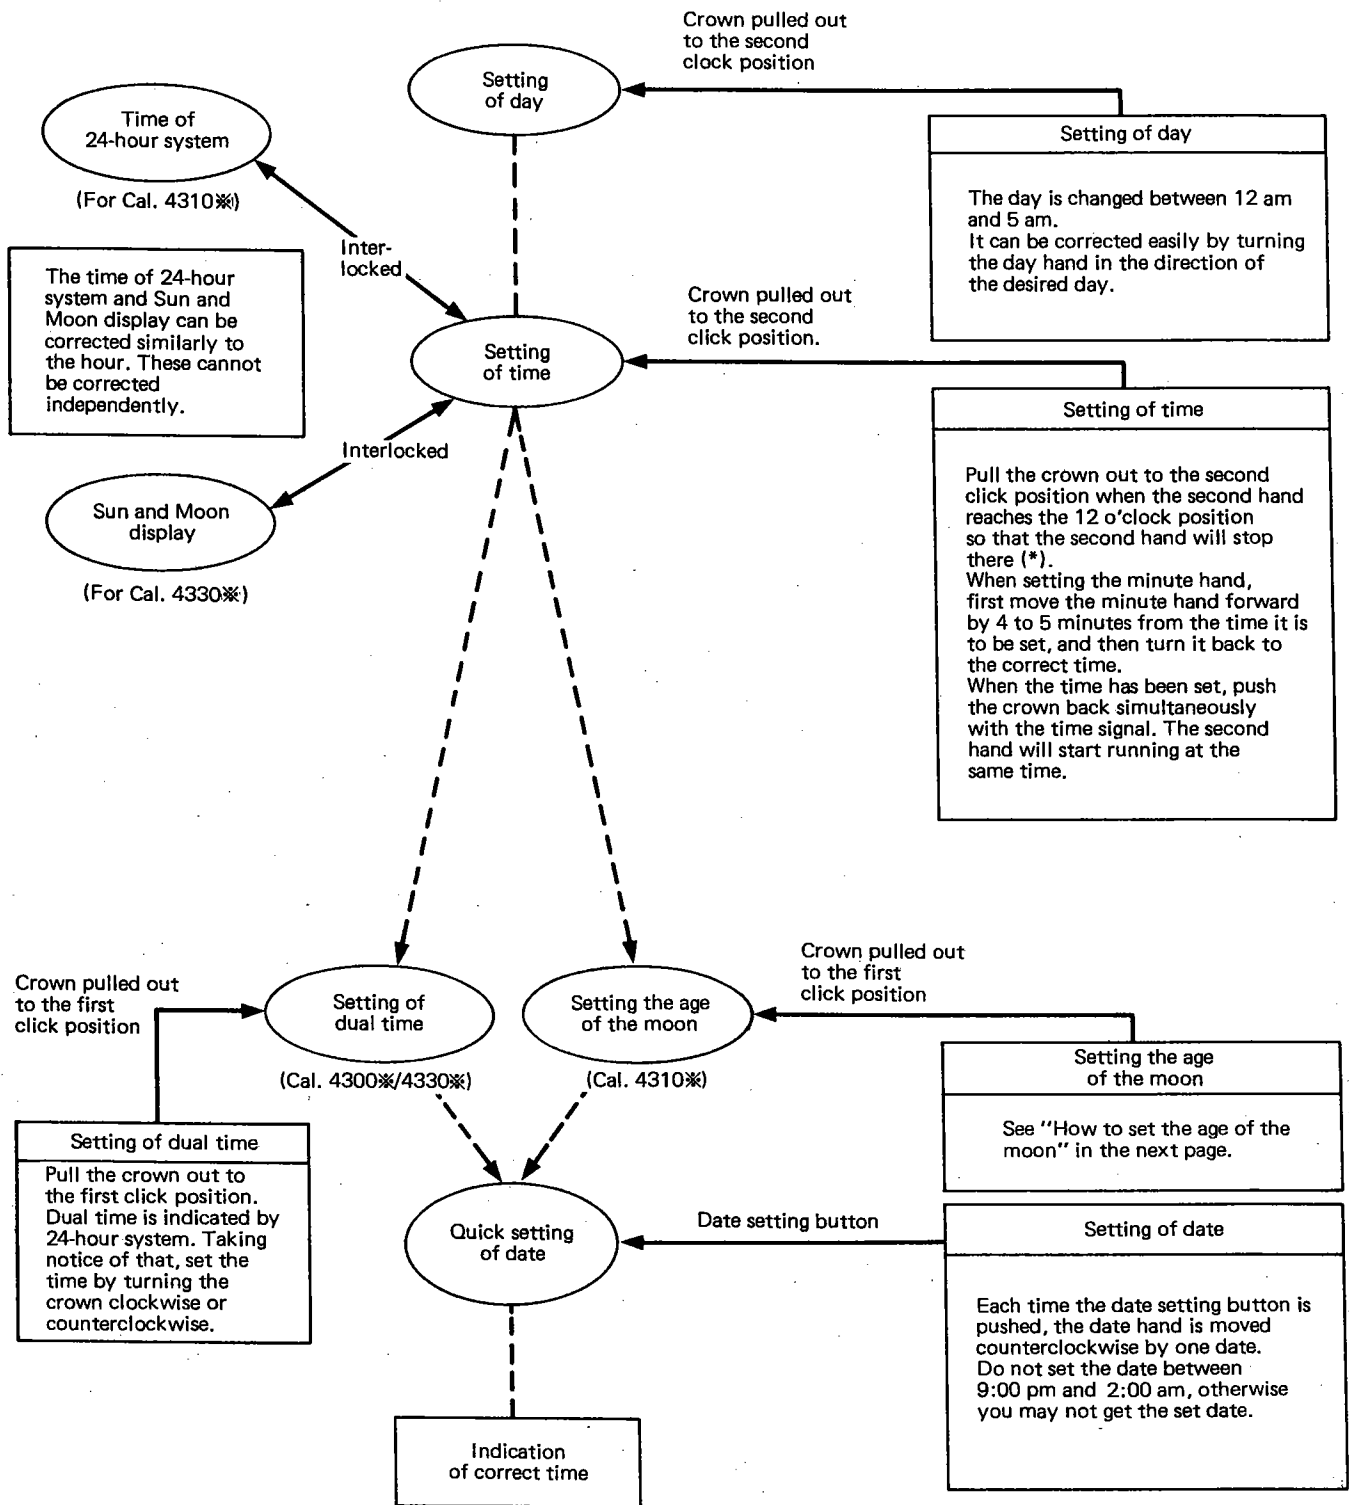 Crown pulled out
to the second
clock position
Setting
of day
Setting of day
The day is changed between 12 am
and 5 am.
It can be corrected easily by turning
the day hand in the direction of
the desired day.
Time of
24-hour system
(For Cal. 4310※)
Inter-
locked
The time of 24-hour
system and Sun and
Moon display can be
corrected similarly to
the hour. These cannot
be corrected
independently.
Crown pulled out
to the second
click position.
Setting
of time
Setting of time
Pull the crown out to the second
click position when the second hand
reaches the 12 o'clock position
so that the second hand will stop
there (*).
When setting the minute hand,
first move the minute hand forward
by 4 to 5 minutes from the time it is
to be set, and then turn it back to
the correct time.
When the time has been set, push
the crown back simultaneously
with the time signal. The second
hand will start running at the
same time.
Interlocked
Sun and Moon
display
(For Cal. 4330※)
Crown pulled out
to the first
click position
Setting of
dual time
(Cal. 4300※/4330※)
Setting the age
of the moon
(Cal. 4310※)
Crown pulled out
to the first
click position
Setting the age
of the moon
See "How to set the age of the
moon" in the next page.
Setting of dual time
Pull the crown out to
the first click position.
Dual time is indicated by
24-hour system. Taking
notice of that, set the
time by turning the
crown clockwise or
counterclockwise.
Quick setting
of date
Date setting button
Setting of date
Each time the date setting button is
pushed, the date hand is moved
counterclockwise by one date.
Do not set the date between
9:00 pm and 2:00 am, otherwise
you may not get the set date.
Indication
of correct time